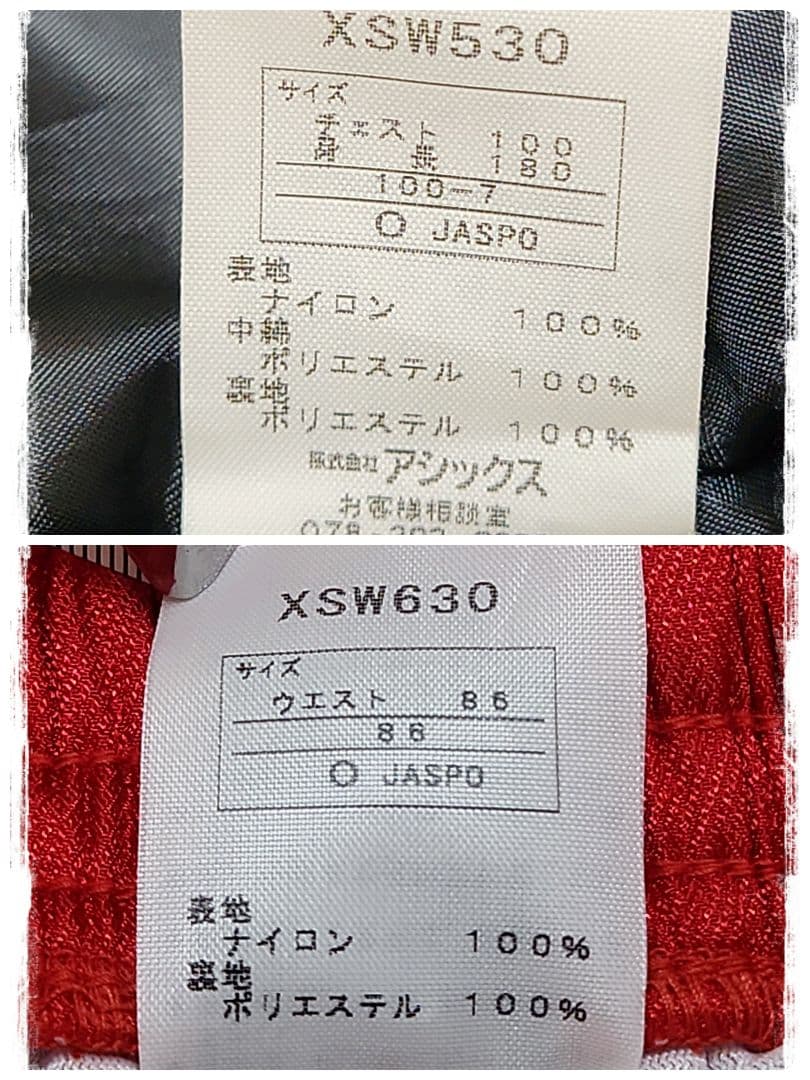 XSW530
サイズ
チェスト 100
身長 180
100-7
O JASPO
表地
ナイロン 100%
中綿
ポリエステル 100%
裏地
ポリエステル 100%
株式会社アシックス
お客様相談室
078-303
XSW630
サイズ
ウエスト 86
86
O JASPO
表地
ナイロン 100%
ポリエステル 100%